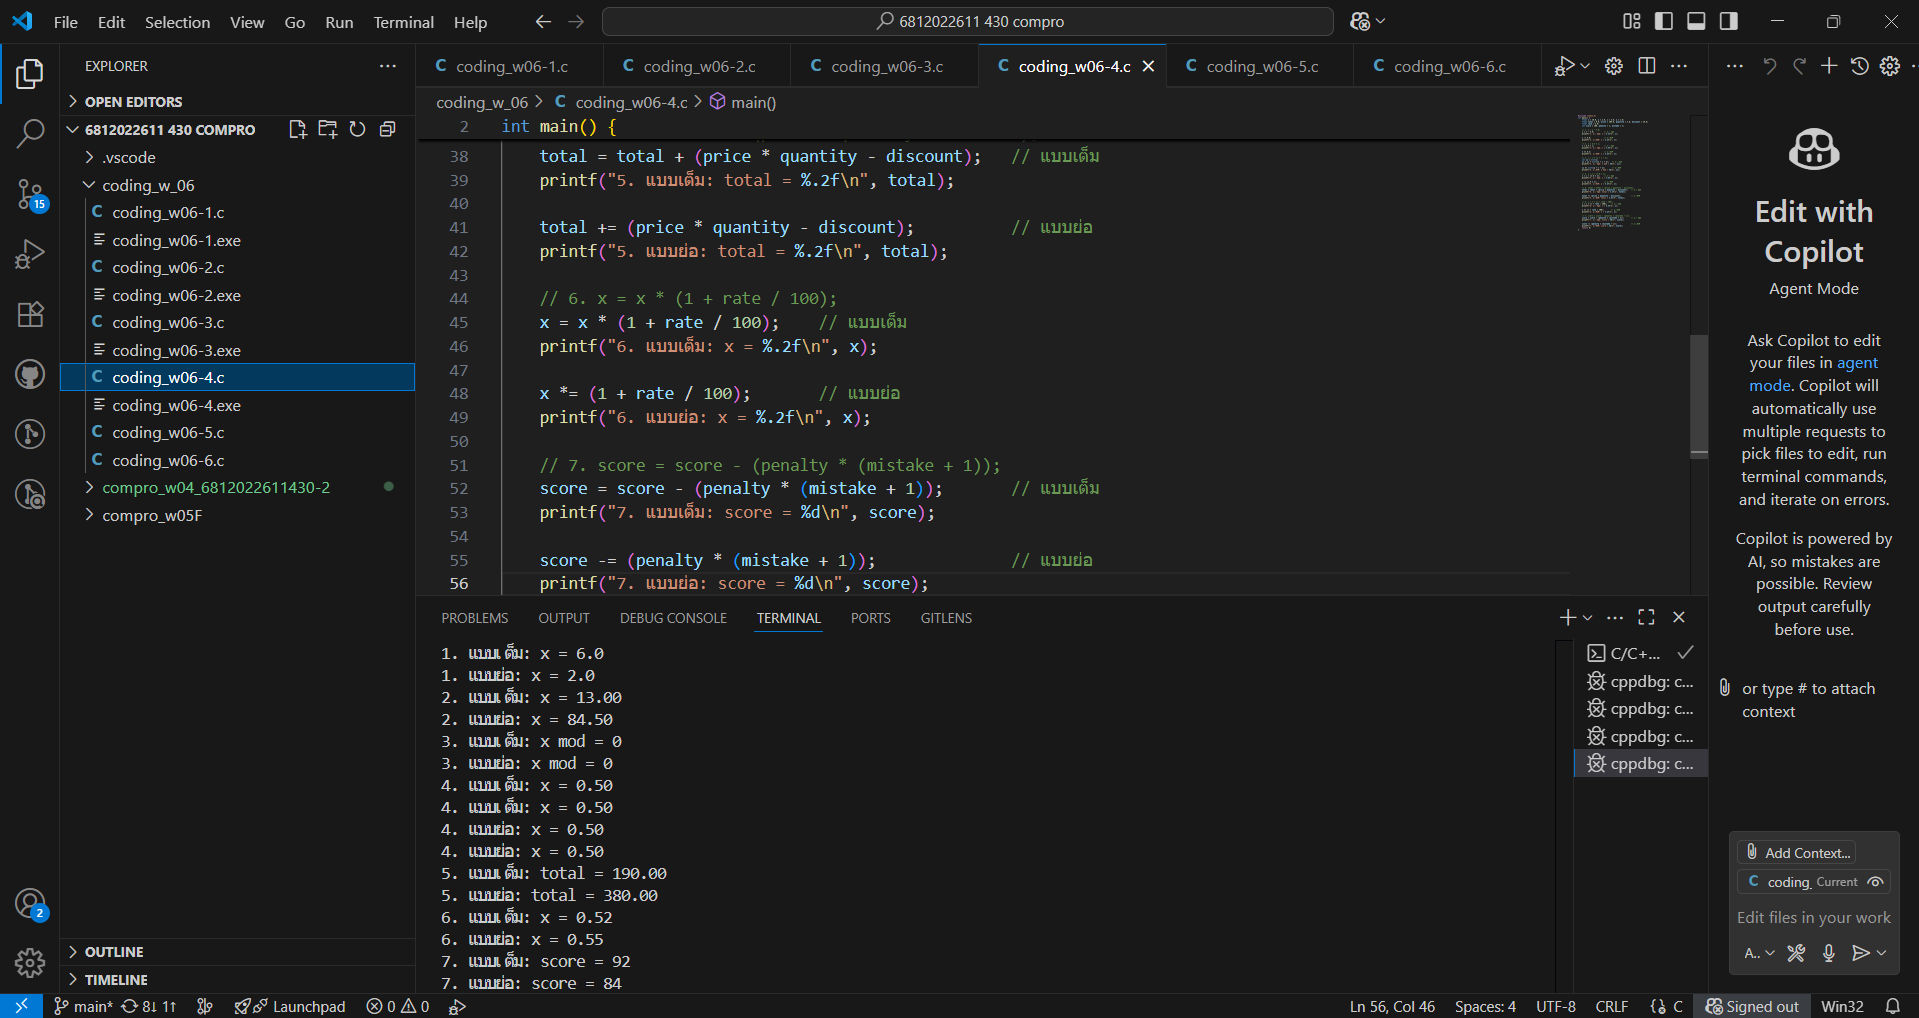 File Edit Selection View Go Run Terminal Help
6812022611 430 compro
EXPLORER
OPEN EDITORS
6812022611 430 COMPRO
.vscode
coding_w_06
C coding_w06-1.c
coding_w06-1.exe
C coding_w06-2.c
coding_w06-2.exe
C coding_w06-3.c
coding_w06-3.exe
C coding_w06-4.c
coding_w06-4.exe
C coding_w06-5.c
C coding_w06-6.c
compro_w04_6812022611430-2
compro_w05F
OUTLINE
TIMELINE
15
2
C coding_w06-1.c C coding_w06-2.c C coding_w06-3.c C coding_w06-4.c C coding_w06-5.c C coding_w06-6.c
coding_w_06 > C coding_w06-4.c > main()
2 int main() {
38 total = total + (price * quantity - discount); // แบบเต็ม
39 printf("5. แบบเต็ม: total = %.2f\n", total);
40
41 total += (price * quantity - discount); // แบบย่อ
42 printf("5. แบบย่อ: total = %.2f\n", total);
43
44 // 6. x = x * (1 + rate / 100);
45 x = x * (1 + rate / 100); // แบบเต็ม
46 printf("6. แบบเต็ม: x = %.2f\n", x);
47
48 x *= (1 + rate / 100); // แบบย่อ
49 printf("6. แบบย่อ: x = %.2f\n", x);
50
51 // 7. score = score - (penalty * (mistake + 1));
52 score = score - (penalty * (mistake + 1)); // แบบเต็ม
53 printf("7. แบบเต็ม: score = %d\n", score);
54
55 score -= (penalty * (mistake + 1)); // แบบย่อ
56 printf("7. แบบย่อ: score = %d\n", score);
PROBLEMS OUTPUT DEBUG CONSOLE TERMINAL PORTS GITLENS
1. แบบเต็ม: x = 6.0
1. แบบย่อ: x = 2.0
2. แบบเต็ม: x = 13.00
2. แบบย่อ: x = 84.50
3. แบบเต็ม: x mod = 0
3. แบบย่อ: x mod = 0
4. แบบเต็ม: x = 0.50
4. แบบเต็ม: x = 0.50
4. แบบย่อ: x = 0.50
4. แบบย่อ: x = 0.50
5. แบบเต็ม: total = 190.00
5. แบบย่อ: total = 380.00
6. แบบเต็ม: x = 0.52
6. แบบย่อ: x = 0.55
7. แบบเต็ม: score = 92
7. แบบย่อ: score = 84
C/C+...
cppdbg: c...
cppdbg: c...
cppdbg: c...
cppdbg: c...
Edit with
Copilot
Agent Mode
Ask Copilot to edit
your files in agent
mode. Copilot will
automatically use
multiple requests to
pick files to edit, run
terminal commands,
and iterate on errors.
Copilot is powered by
AI, so mistakes are
possible. Review
output carefully
before use.
or type # to attach
context
Add Context...
C coding_ Current
Edit files in your work
A..
main* 8↓ 1↑ Launchpad 0 0 Ln 56, Col 46 Spaces: 4 UTF-8 CRLF {} C Signed out Win32